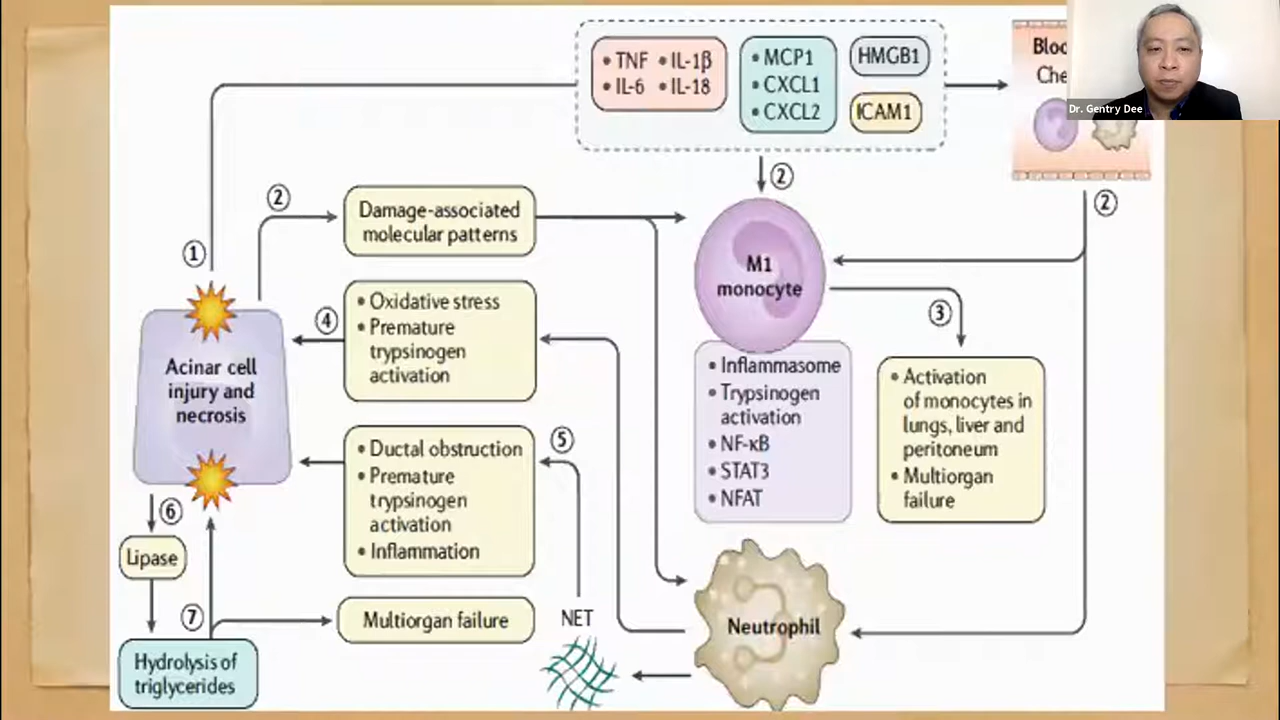 • TNF • IL-1β
• IL-6 • IL-18
• MCP1
• CXCL1
• CXCL2
HMGB1
ICAM1
Dr. Gentry Dee
②
②
②
Damage-associated
molecular patterns
①
M1
monocyte
• Oxidative stress
• Premature
trypsinogen
activation
④
③
Acinar cell
injury and
necrosis
• Inflammasome
• Trypsinogen
activation
• NF-κB
• STAT3
• NFAT
• Activation
of monocytes in
lungs, liver and
peritoneum
• Multiorgan
failure
• Ductal obstruction
• Premature
trypsinogen
activation
• Inflammation
⑤
⑥
Lipase
⑦
Multiorgan failure
NET
Neutrophil
Hydrolysis of
triglycerides